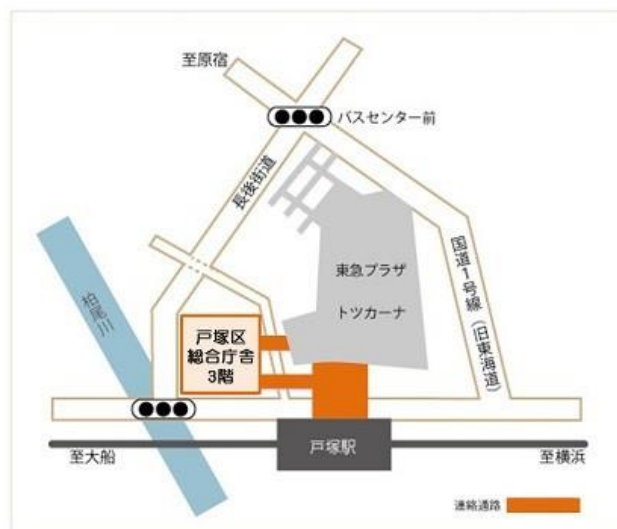 至原宿
バスセンター前
長後街道
柏尾川
東急プラザ
トツカーナ
国道1号線(旧東海道)
戸塚区
総合庁舎
3階
戸塚駅
至大船
至横浜
連絡通路